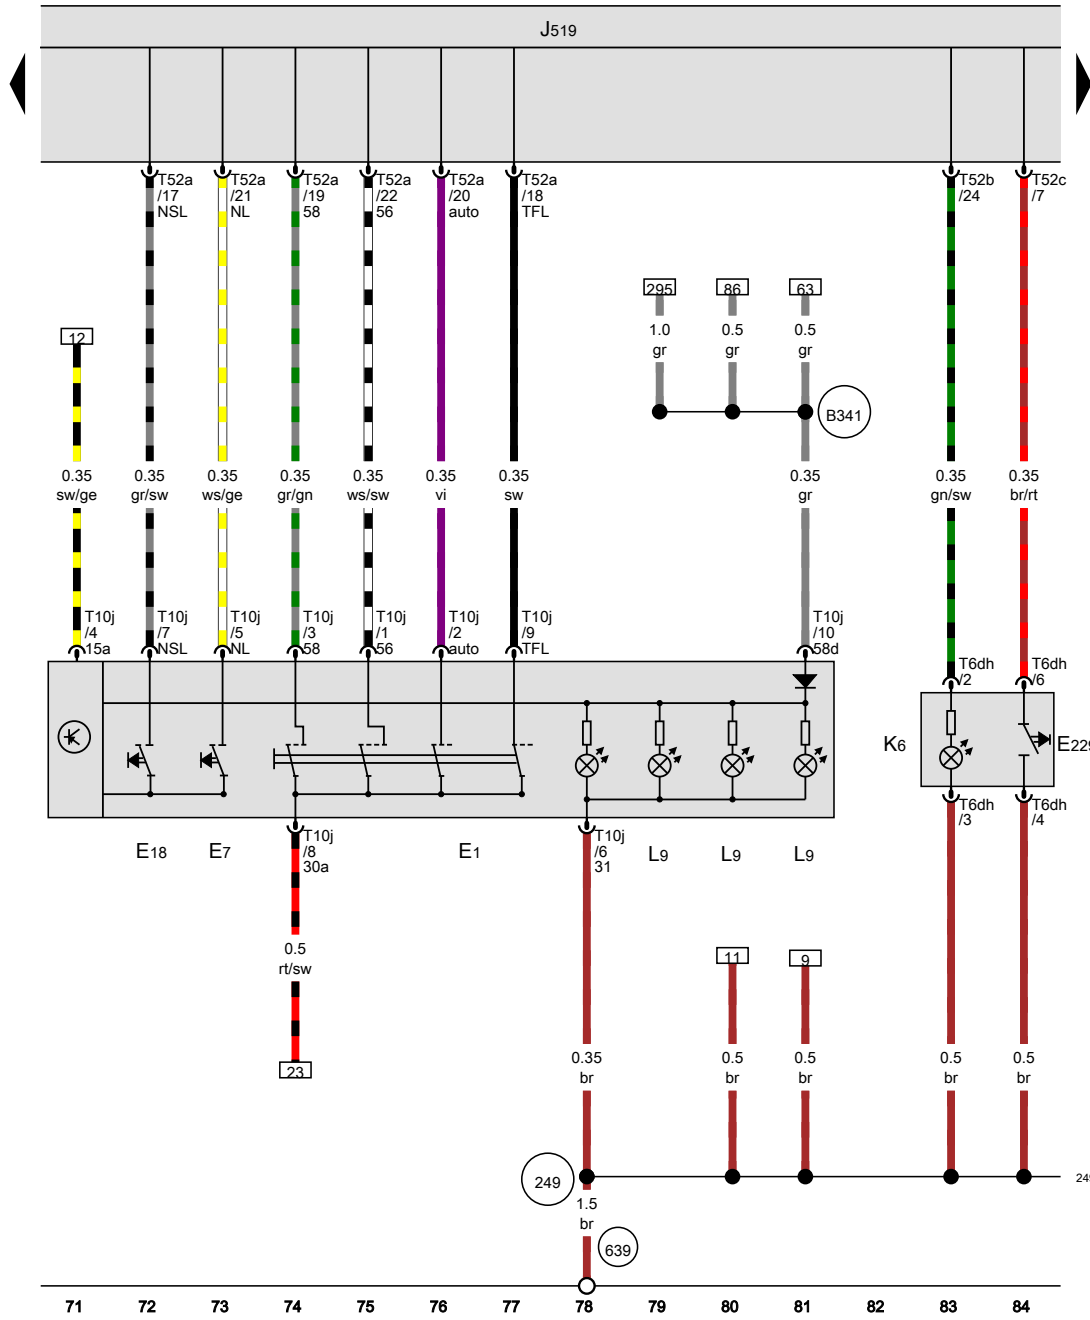 J519
T52a T52a T52a T52a T52a T52a T52b T52c
/17 /21 /19 /22 /20 /18 /24 /7
NSL NL 58 56 auto TFL
295 86 63
12
1.0 0.5 0.5
gr gr gr
B341
0.35 0.35 0.35 0.35 0.35 0.35 0.35 0.35 0.35 0.35
sw/ge gr/sw ws/ge gr/gn ws/sw vi sw gr gn/sw br/rt
T10j T10j T10j T10j T10j T10j T10j T10j
/4 /7 /5 /3 /1 /2 /9 /10
15a NSL NL 58 56 auto TFL 58d
T6dh T6dh
/2 /6
K6 E229
T6dh T6dh
/3 /4
T10j T10j
/8 /6
30a 31
E18 E7 E1 L9 L9 L9
0.5
rt/sw
11 9
23
0.35 0.5 0.5 0.5 0.5
br br br br br
249 249
1.5
br
639
71 72 73 74 75 76 77 78 79 80 81 82 83 84